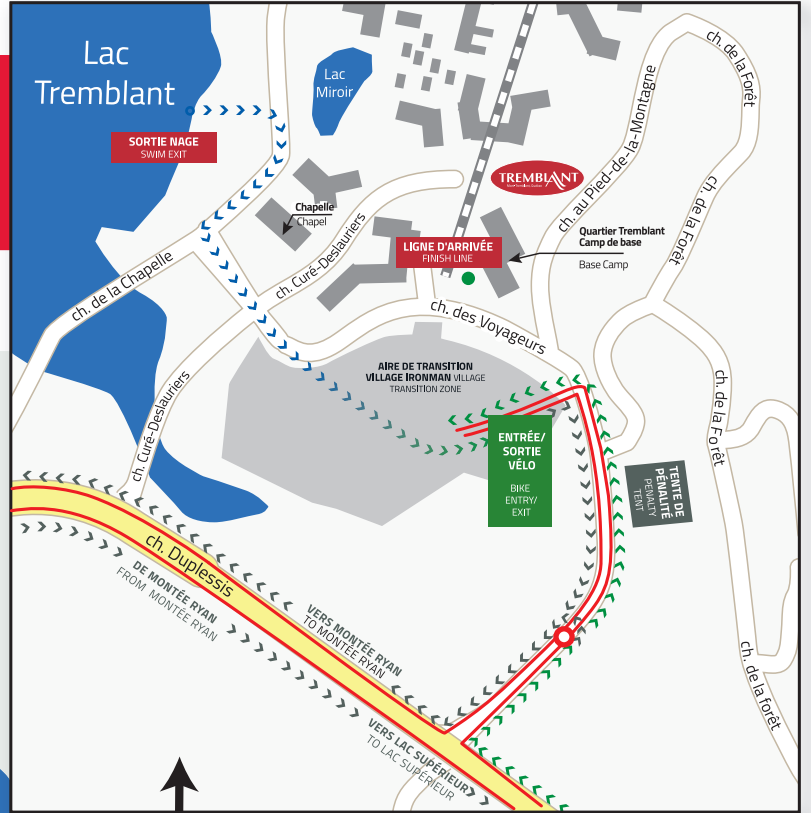 Lac
Tremblant
Lac
Miroir
SORTIE NAGE
SWIM EXIT
ch. de la Forêt
ch. au Pied-de-la-Montagne
TREMBLANT
ch. de la Forêt
Chapelle
Chapel
ch. Curé-Deslauriers
LIGNE D'ARRIVÉE
FINISH LINE
Quartier Tremblant
Camp de base
Base Camp
ch. de la Chapelle
ch. des Voyageurs
AIRE DE TRANSITION
VILLAGE IRONMAN VILLAGE
TRANSITION ZONE
ch. Curé-Deslauriers
ch. de la Forêt
ENTRÉE/
SORTIE
VÉLO
BIKE
ENTRY/
EXIT
TENTE DE
PÉNALITÉ
PENALTY
TENT
ch. Duplessis
DE MONTÉE RYAN
FROM MONTÉE RYAN
VERS MONTÉE RYAN
TO MONTÉE RYAN
ch. de la forêt
VERS LAC SUPÉRIEUR
TO LAC SUPÉRIEUR